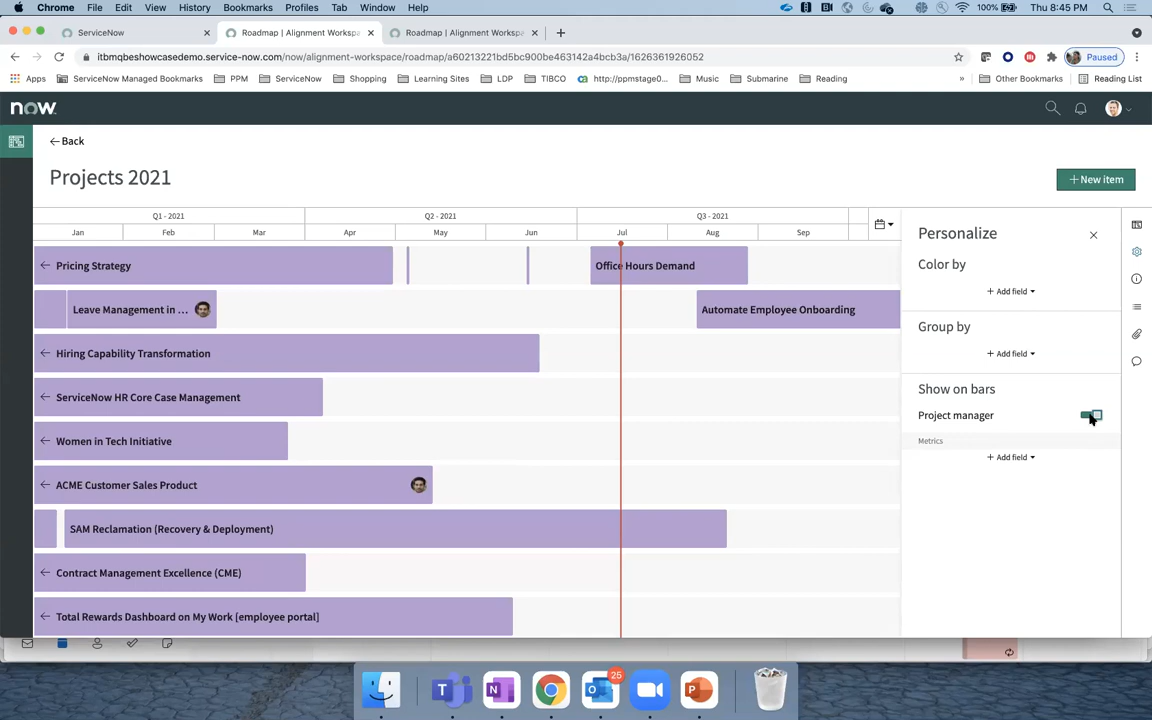 Chrome File Edit View History Bookmarks Profiles Tab Window Help
100% Thu 8:45 PM
ServiceNow
Roadmap | Alignment Workspa
Roadmap | Alignment Workspa
itbmqbeshowcasedemo.service-now.com/now/alignment-workspace/roadmap/a60213221bd5bc900be443b4bc4bcb3a/1626361926052
Paused
Apps ServiceNow Managed Bookmarks PPM ServiceNow Shopping Learning Sites LDP TIBCO http://ppmstage0... Music Submarine Reading » Other Bookmarks Reading List
now.
Back
Projects 2021
+ New item
Q1 - 2021 Q2 - 2021 Q3 - 2021
Jan Feb Mar Apr May Jun Jul Aug Sep
Pricing Strategy Office Hours Demand
Leave Management in ... Automate Employee Onboarding
Hiring Capability Transformation
ServiceNow HR Core Case Management
Women in Tech Initiative
ACME Customer Sales Product
SAM Reclamation (Recovery & Deployment)
Contract Management Excellence (CME)
Total Rewards Dashboard on My Work [employee portal]
Personalize
Color by
+ Add field
Group by
+ Add field
Show on bars
Project manager
Metrics
+ Add field
25